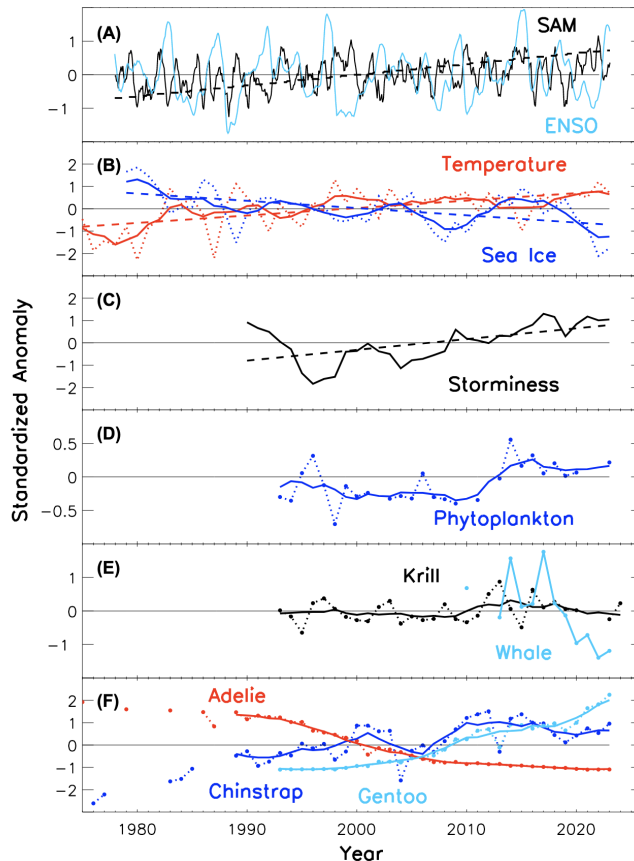 (A)
SAM
1
0
−1
ENSO
(B)
Temperature
2
1
0
−1
−2
Sea Ice
(C)
2
1
0
−1
−2
Storminess
Standardized Anomaly
(D)
0.5
0
−0.5
Phytoplankton
(E)
Krill
1
0
−1
Whale
(F)
Adelie
2
1
0
−1
−2
Chinstrap
Gentoo
1980 1990 2000 2010 2020
Year